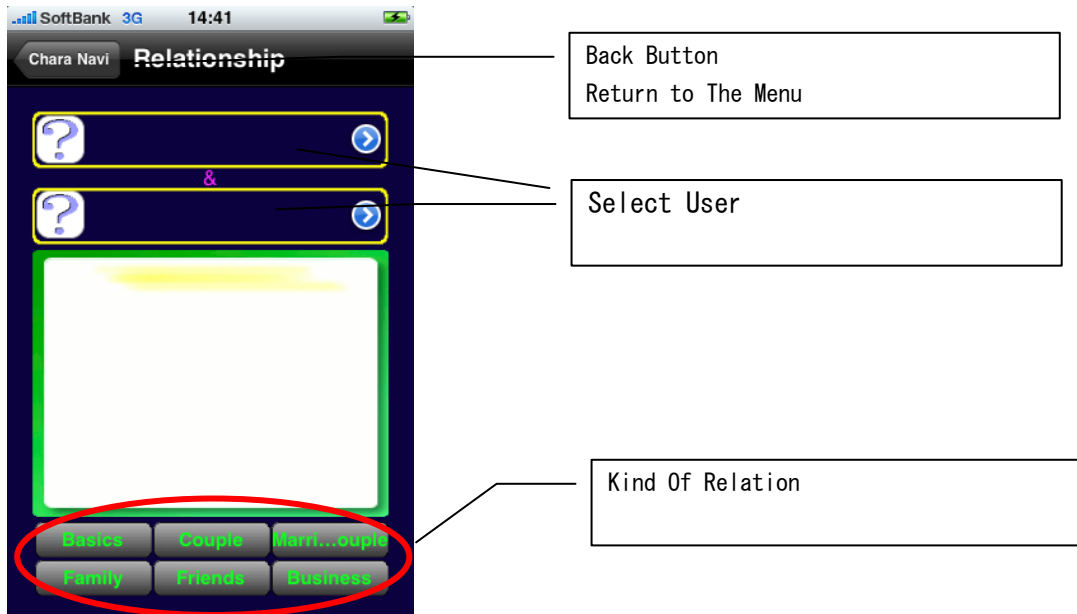 SoftBank 3G 14:41
Chara Navi Relationship
Back Button
Return to The Menu
?
&
Select User
?
Kind Of Relation
Basics Couple Marri...ouple
Family Friends Business